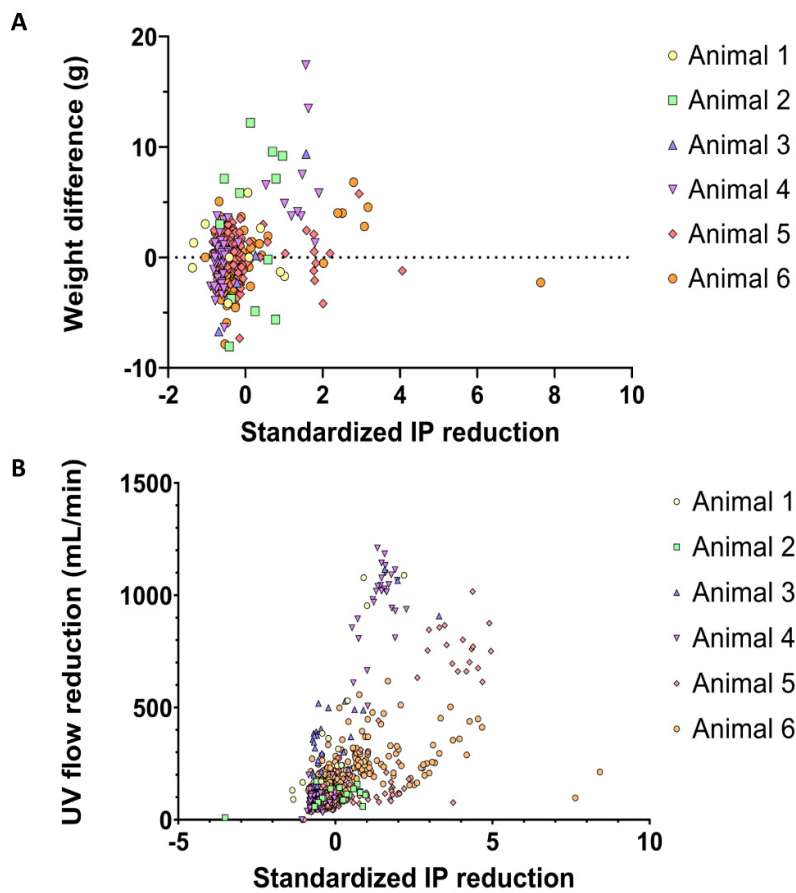 A
Weight difference (g)
20
10
0
-10
-2 0 2 4 6 8 10
Standardized IP reduction
Animal 1
Animal 2
Animal 3
Animal 4
Animal 5
Animal 6
B
UV flow reduction (mL/min)
1500
1000
500
0
-5 0 5 10
Standardized IP reduction
Animal 1
Animal 2
Animal 3
Animal 4
Animal 5
Animal 6